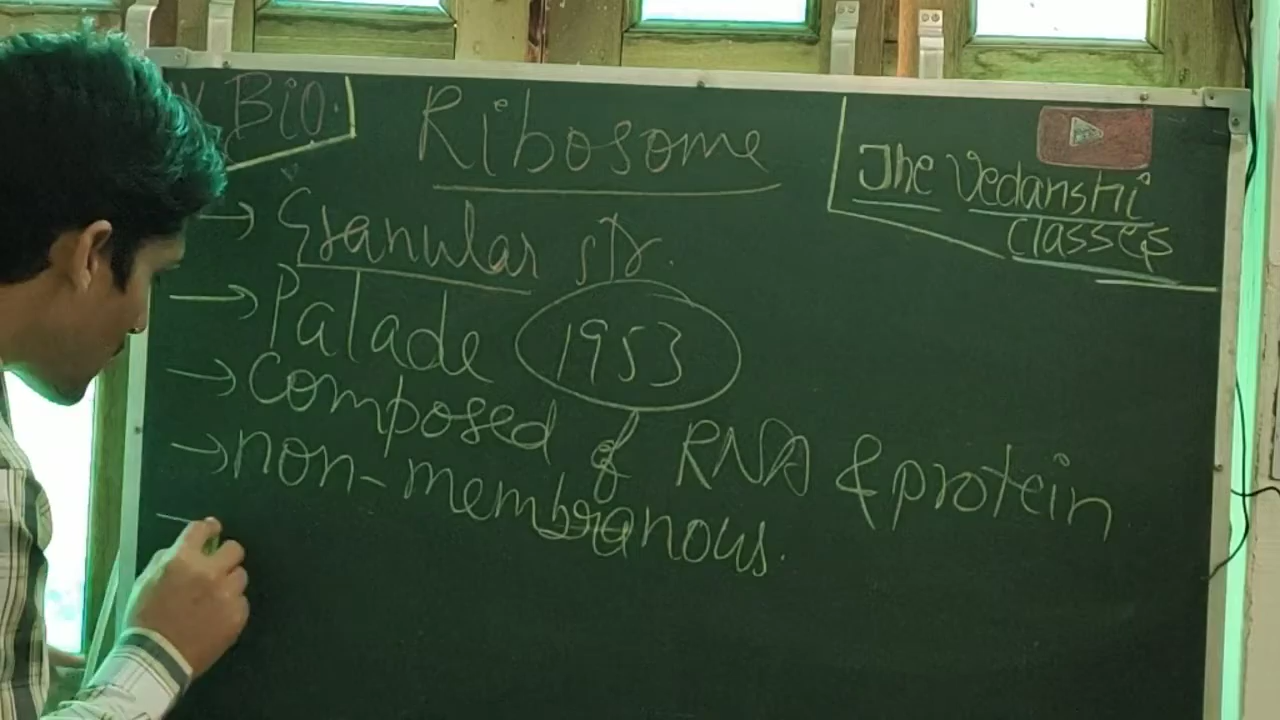 Bio.
Ribosome
The Vedanshi
classes
→ Granular str.
→ Palade 1953
→ composed of RNA & protein
→ non-membranous.